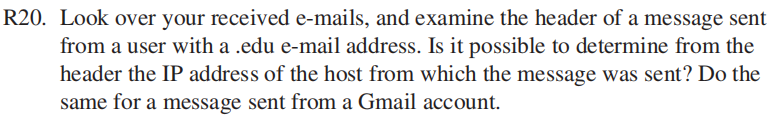 R20. Look over your received e-mails, and examine the header of a message sent
from a user with a .edu e-mail address. Is it possible to determine from the
header the IP address of the host from which the message was sent? Do the
same for a message sent from a Gmail account.